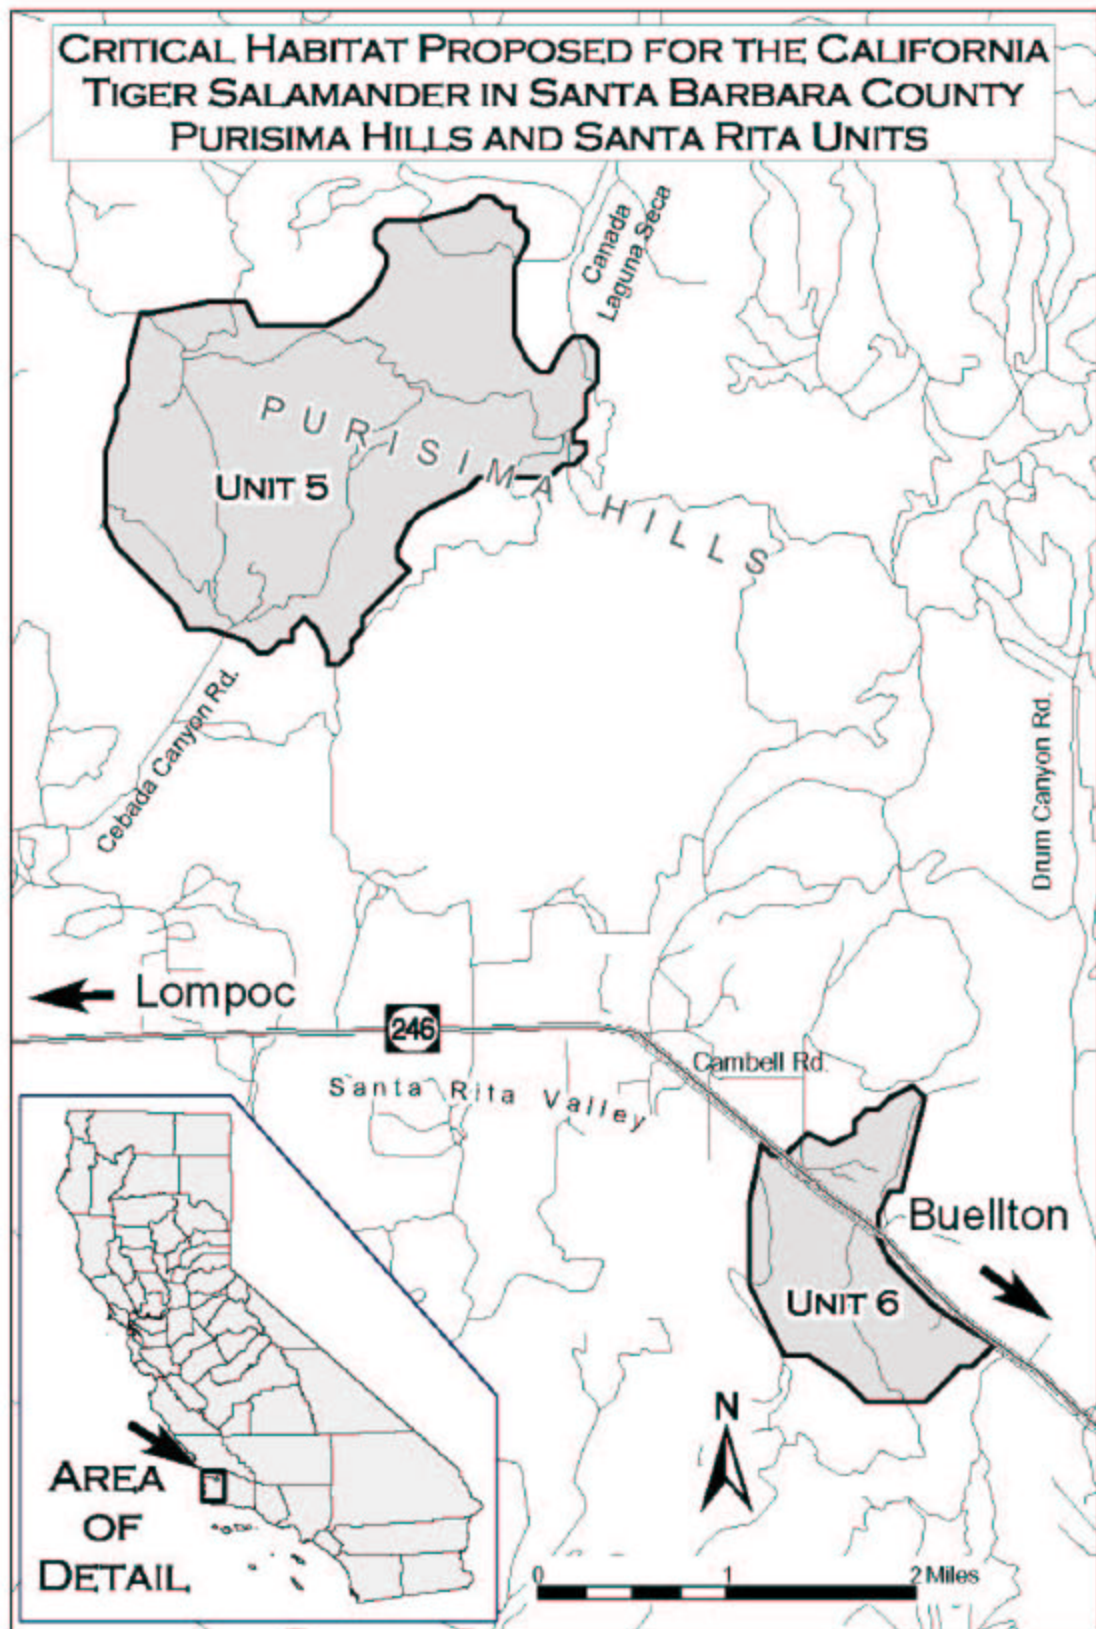 CRITICAL HABITAT PROPOSED FOR THE CALIFORNIA
TIGER SALAMANDER IN SANTA BARBARA COUNTY
PURISIMA HILLS AND SANTA RITA UNITS
Canada
Laguna Seca
PURISIMA HILLS
UNIT 5
Cebada Canyon Rd.
Drum Canyon Rd.
Lompoc
246
Cambell Rd.
Santa Rita Valley
Buellton
UNIT 6
N
AREA
OF
DETAIL
0 1 2 Miles